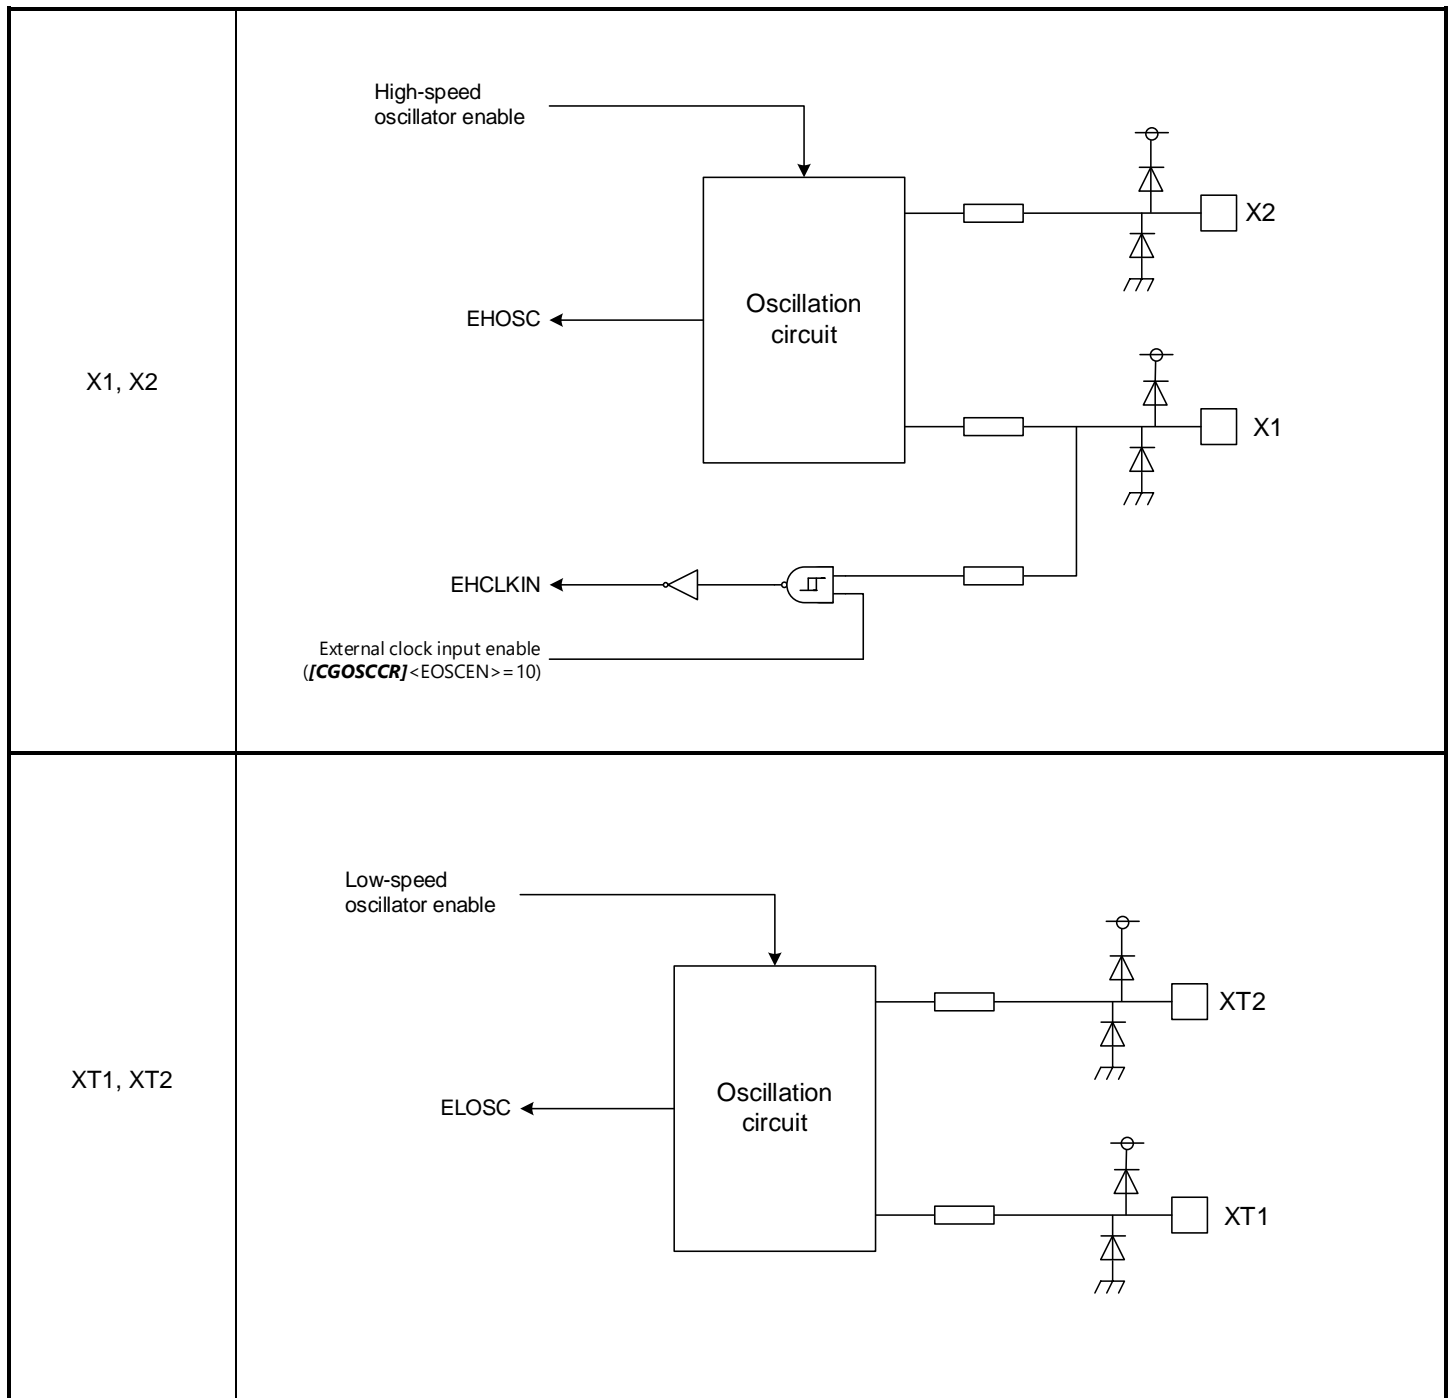 X1, X2
High-speed
oscillator enable
X2
Oscillation
circuit
EHOSC
X1
EHCLKIN
External clock input enable
([CGOSCCR]<EOSCEN>=10)
XT1, XT2
Low-speed
oscillator enable
XT2
Oscillation
circuit
ELOSC
XT1